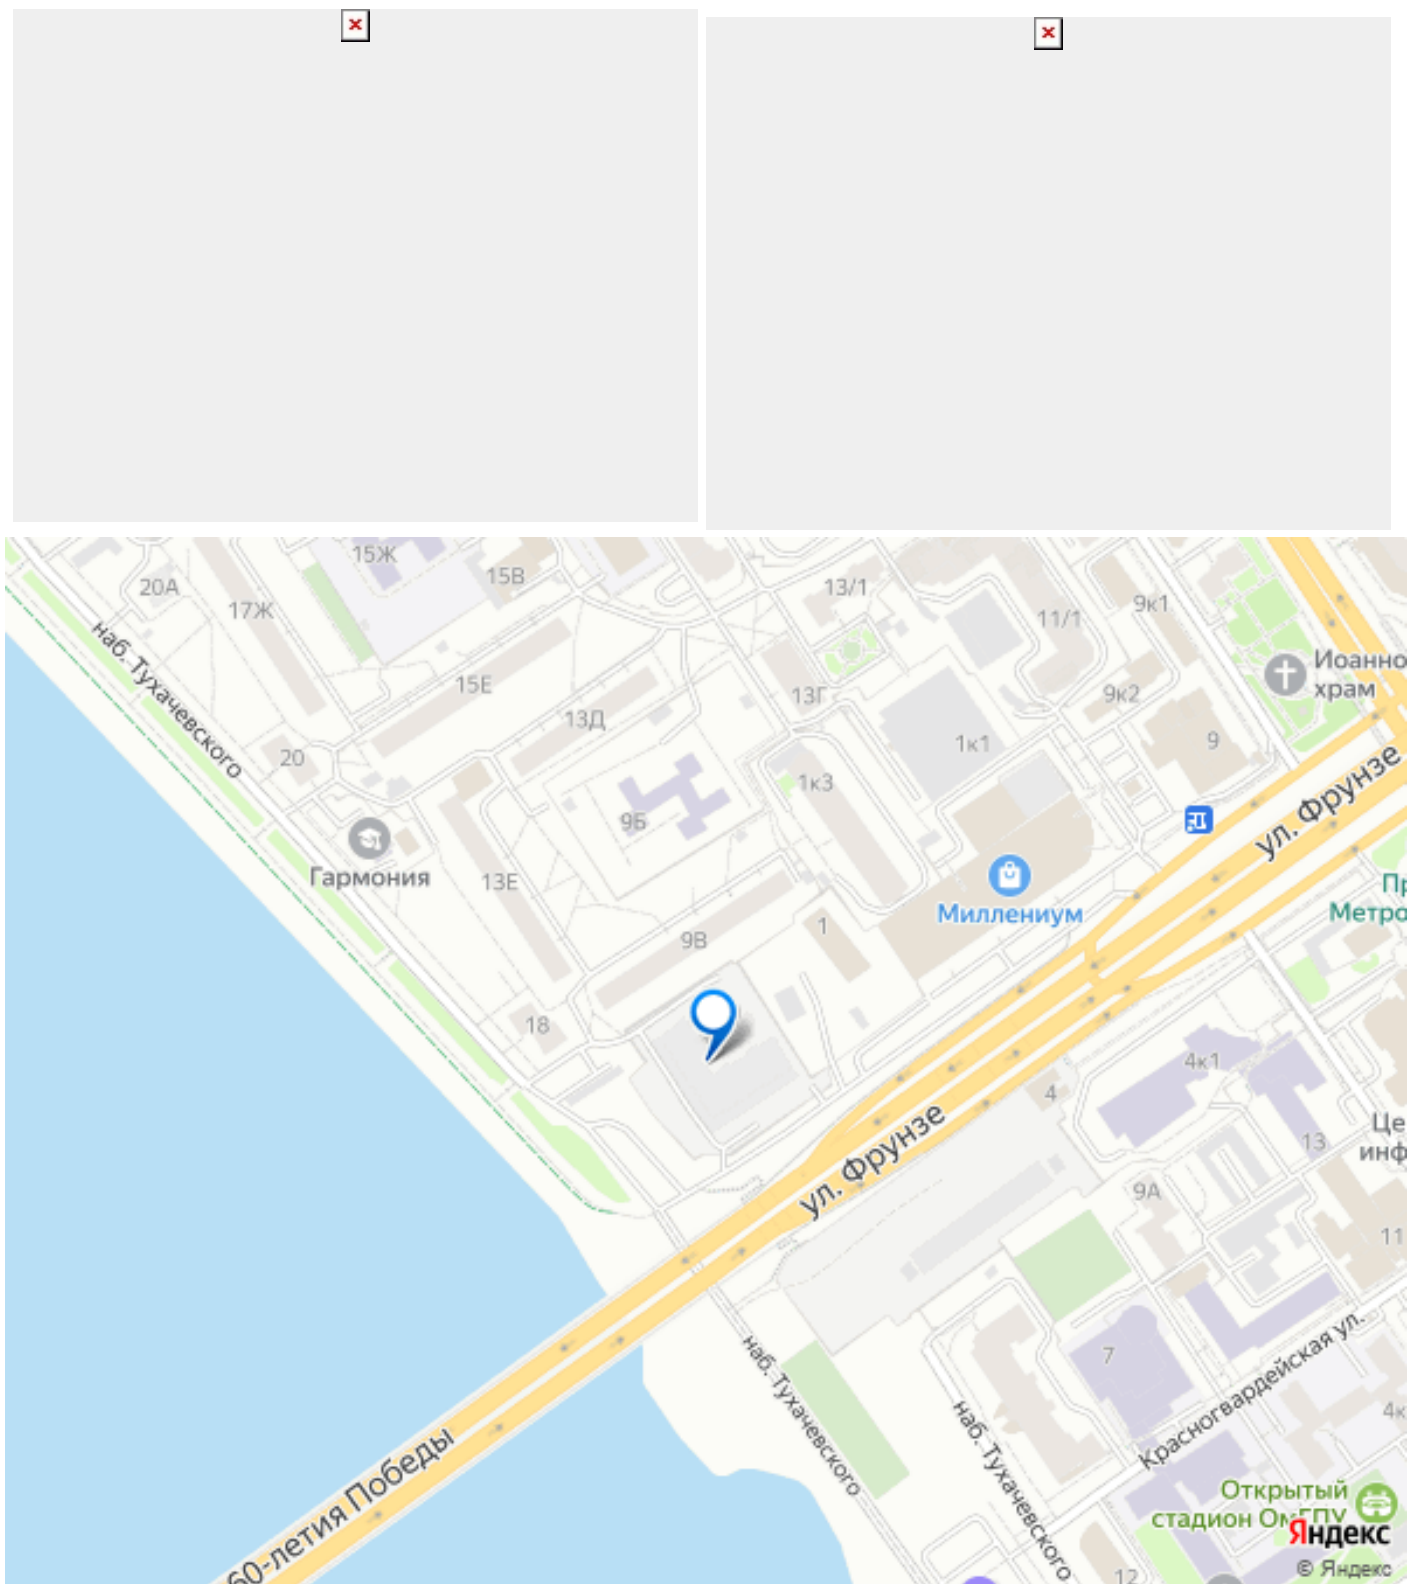 15Ж
15В
20А
17Ж
13/1
9к1
11/1
наб. Тухачевского
Иоанно
храм
15Е
13Г
9к2
13Д
20
1к1
9
1к3
ул. Фрунзе
9Б
Гармония
13Е
Миллениум
Пр
Метро
1
9В
18
4к1
4
ул. Фрунзе
Це
инф
13
9А
11
наб. Тухачевского
7
Красногвардейская ул.
наб. Тухачевского
4к
60-летия Победы
Открытый
стадион ОмГПУ
Яндекс
12
© Яндекс